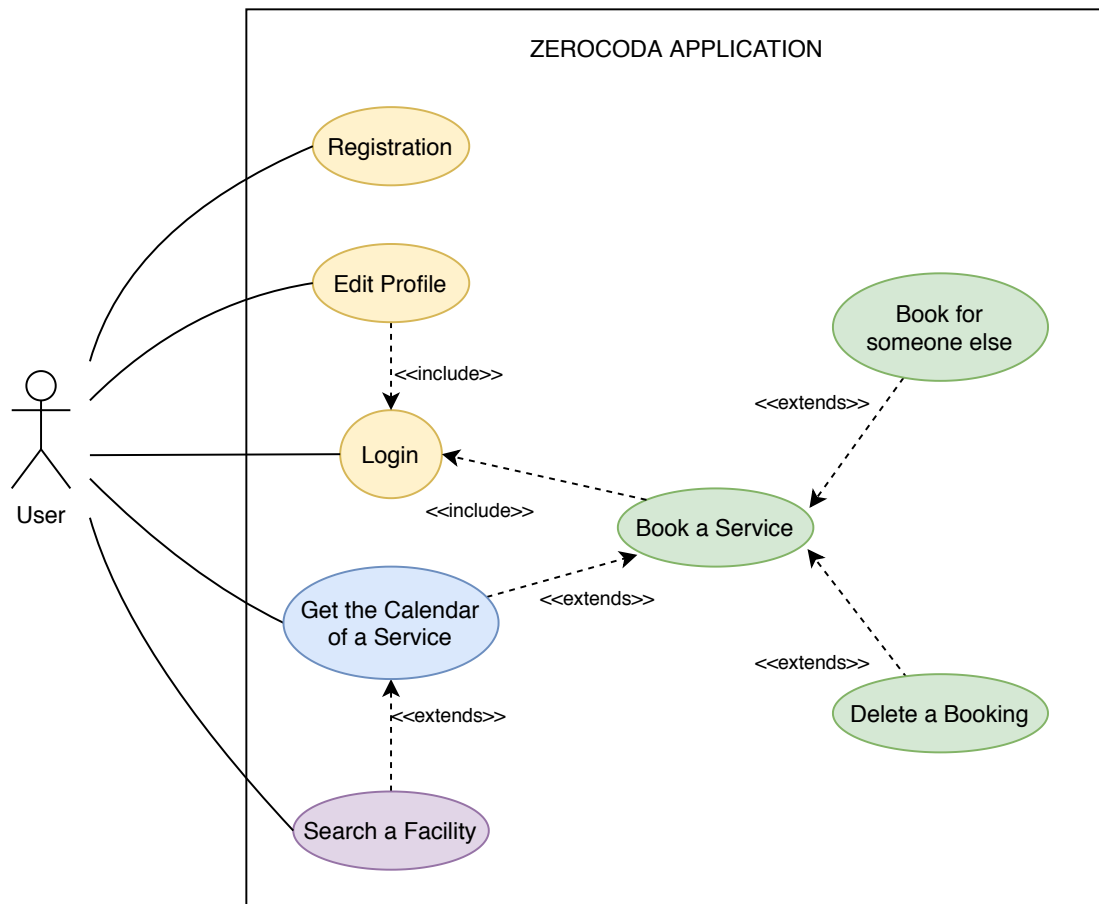 ZEROCODA APPLICATION
Registration
Edit Profile
<<include>>
Book for
someone else
<<extends>>
Login
<<include>>
User
Book a Service
Get the Calendar
of a Service
<<extends>>
<<extends>>
Delete a Booking
<<extends>>
Search a Facility